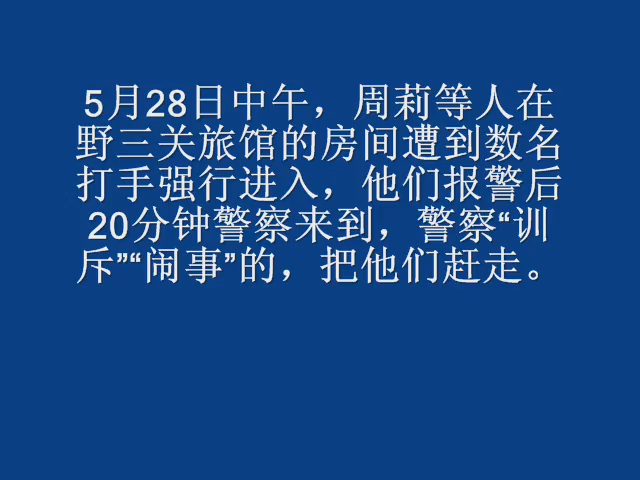 5月28日中午，周莉等人在
野三关旅馆的房间遭到数名
打手强行进入，他们报警后
20分钟警察来到，警察“训
斥”“闹事”的，把他们赶走。